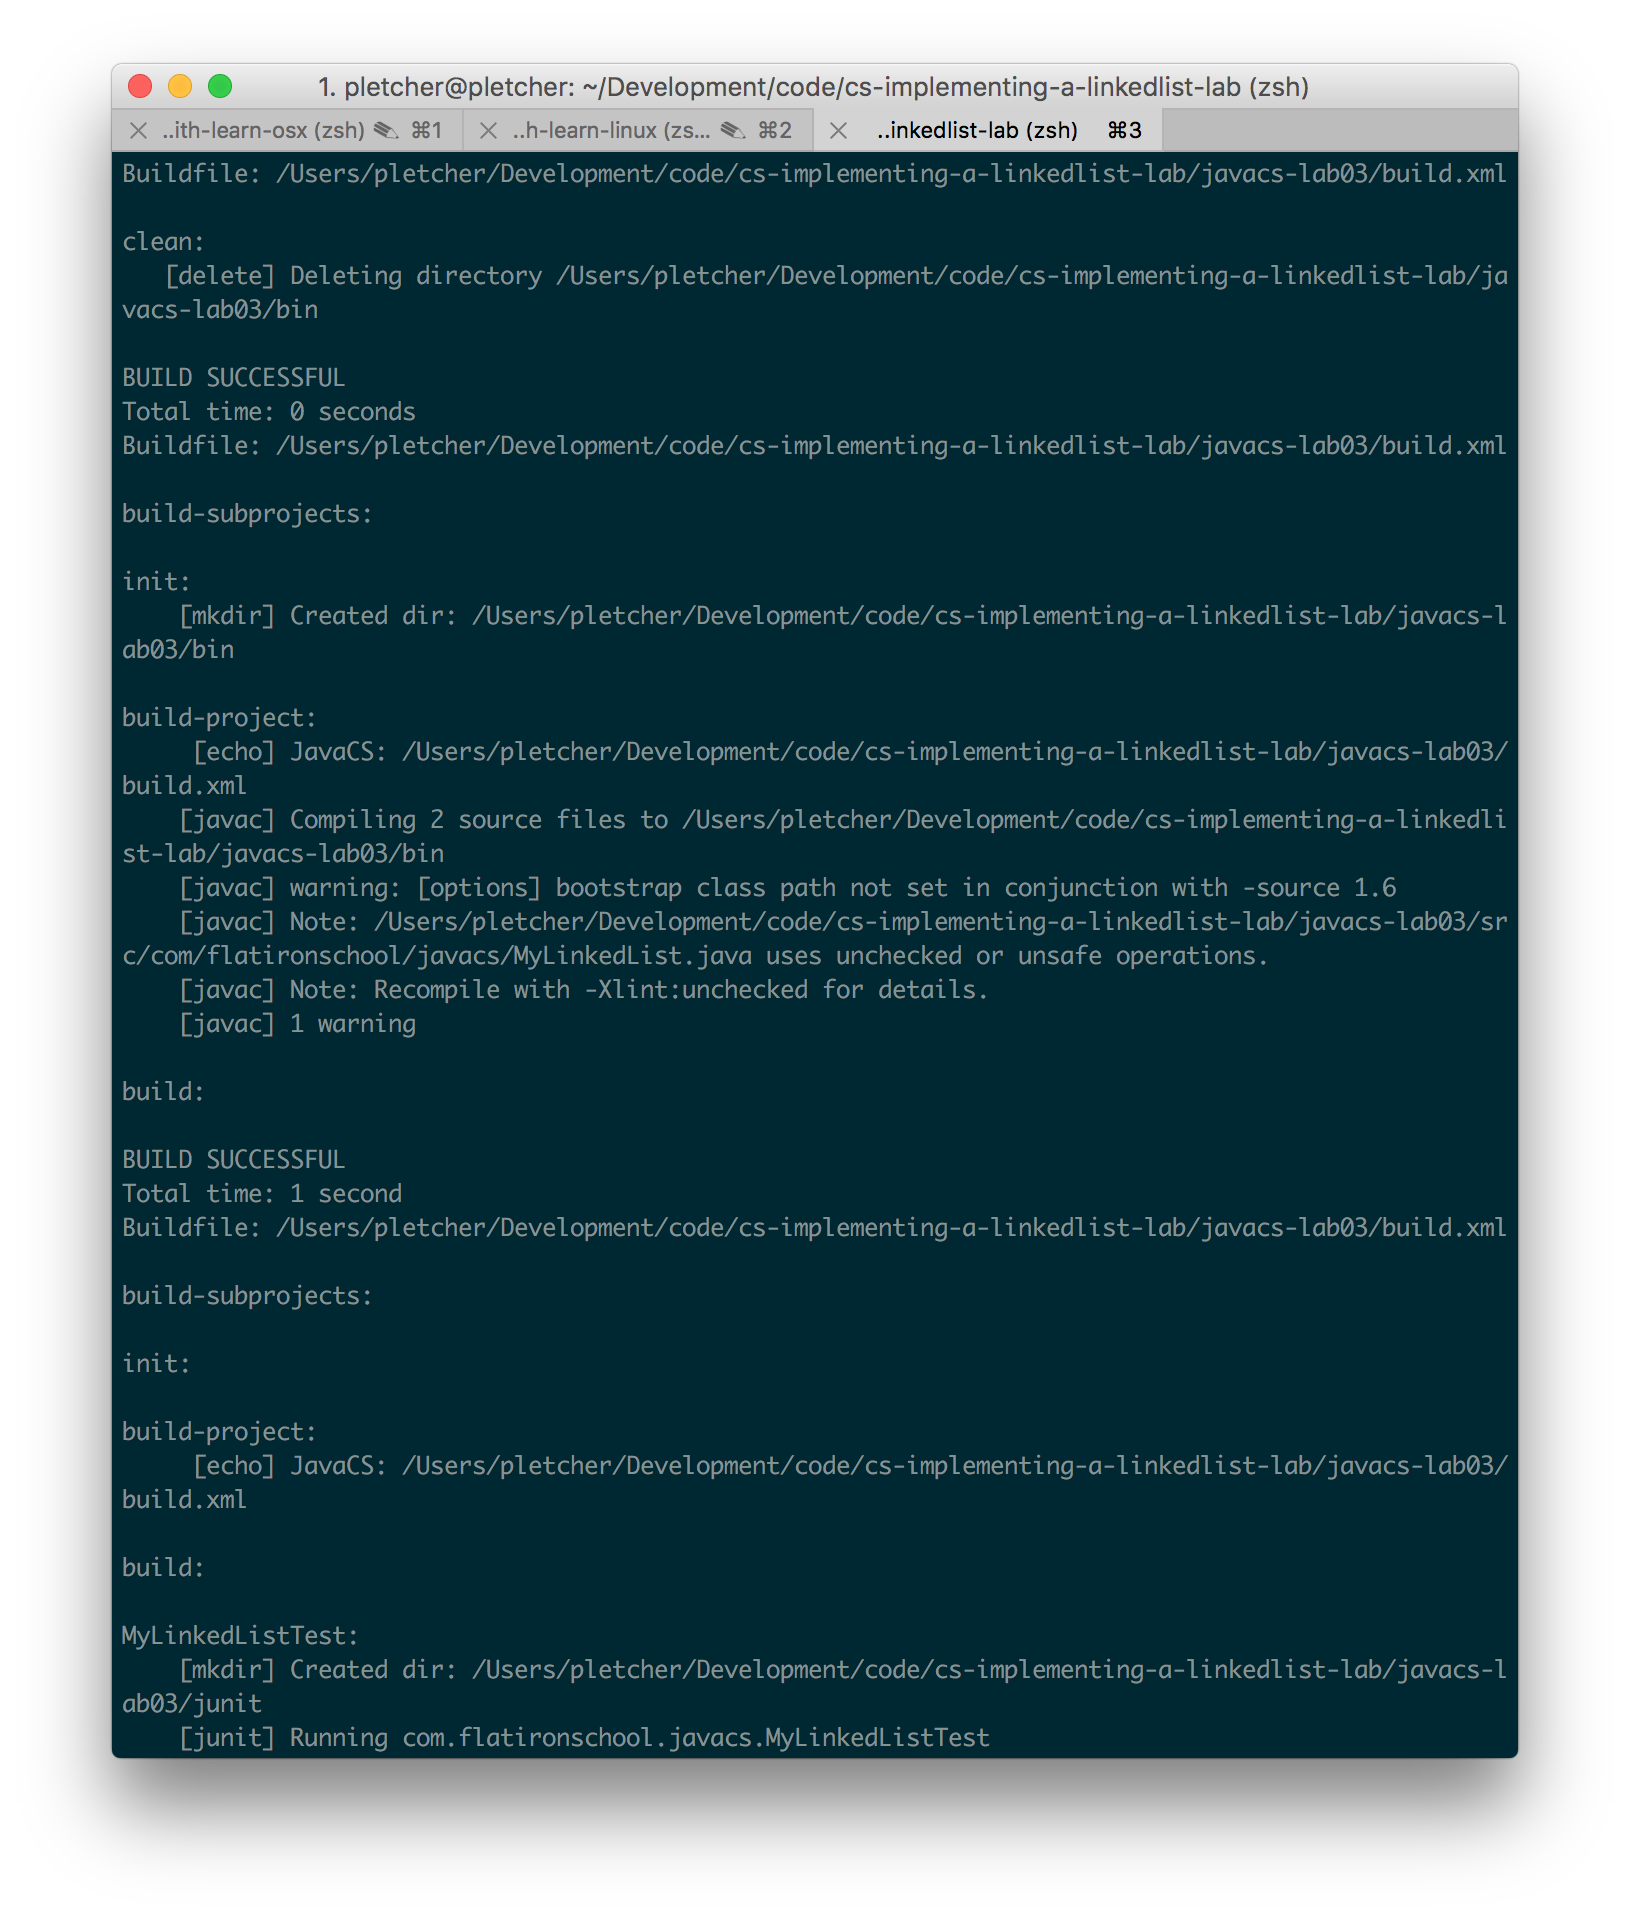 1. pletcher@pletcher: ~/Development/code/cs-implementing-a-linkedlist-lab (zsh)
..ith-learn-osx (zsh) ✎ ⌘1 ..h-learn-linux (zs... ✎ ⌘2 ..inkedlist-lab (zsh) ⌘3
Buildfile: /Users/pletcher/Development/code/cs-implementing-a-linkedlist-lab/javacs-lab03/build.xml
clean:
[delete] Deleting directory /Users/pletcher/Development/code/cs-implementing-a-linkedlist-lab/ja
vacs-lab03/bin
BUILD SUCCESSFUL
Total time: 0 seconds
Buildfile: /Users/pletcher/Development/code/cs-implementing-a-linkedlist-lab/javacs-lab03/build.xml
build-subprojects:
init:
[mkdir] Created dir: /Users/pletcher/Development/code/cs-implementing-a-linkedlist-lab/javacs-l
ab03/bin
build-project:
[echo] JavaCS: /Users/pletcher/Development/code/cs-implementing-a-linkedlist-lab/javacs-lab03/
build.xml
[javac] Compiling 2 source files to /Users/pletcher/Development/code/cs-implementing-a-linkedli
st-lab/javacs-lab03/bin
[javac] warning: [options] bootstrap class path not set in conjunction with -source 1.6
[javac] Note: /Users/pletcher/Development/code/cs-implementing-a-linkedlist-lab/javacs-lab03/sr
c/com/flatironschool/javacs/MyLinkedList.java uses unchecked or unsafe operations.
[javac] Note: Recompile with -Xlint:unchecked for details.
[javac] 1 warning
build:
BUILD SUCCESSFUL
Total time: 1 second
Buildfile: /Users/pletcher/Development/code/cs-implementing-a-linkedlist-lab/javacs-lab03/build.xml
build-subprojects:
init:
build-project:
[echo] JavaCS: /Users/pletcher/Development/code/cs-implementing-a-linkedlist-lab/javacs-lab03/
build.xml
build:
MyLinkedListTest:
[mkdir] Created dir: /Users/pletcher/Development/code/cs-implementing-a-linkedlist-lab/javacs-l
ab03/junit
[junit] Running com.flatironschool.javacs.MyLinkedListTest